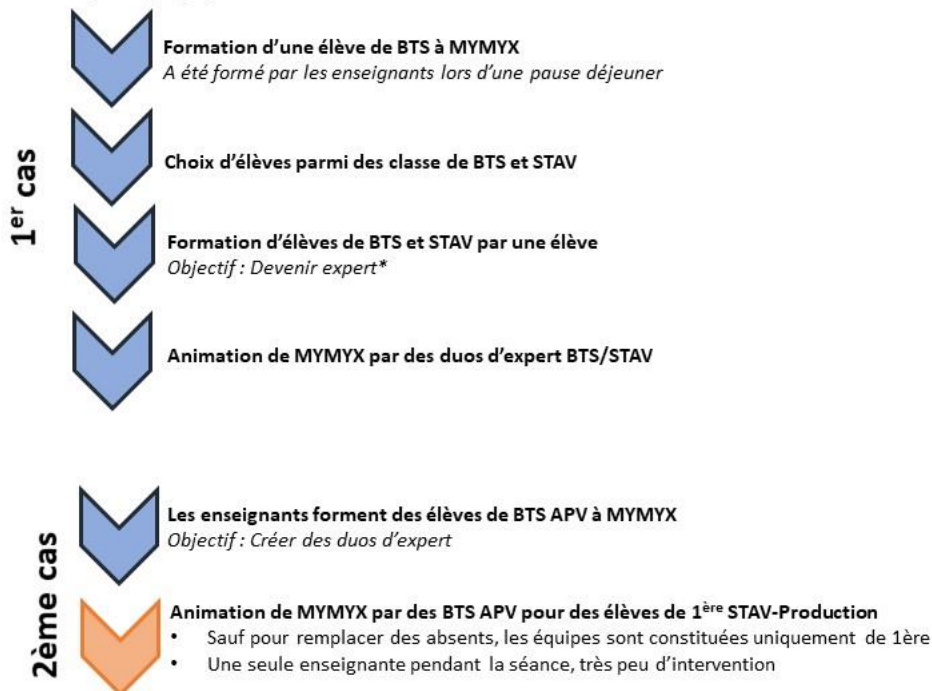 1er cas
Formation d'une élève de BTS à MYMYX
A été formé par les enseignants lors d'une pause déjeuner
Choix d'élèves parmi des classe de BTS et STAV
Formation d'élèves de BTS et STAV par une élève
Objectif : Devenir expert*
Animation de MYMYX par des duos d'expert BTS/STAV
2ème cas
Les enseignants forment des élèves de BTS APV à MYMYX
Objectif : Créer des duos d'expert
Animation de MYMYX par des BTS APV pour des élèves de 1ère STAV-Production
• Sauf pour remplacer des absents, les équipes sont constituées uniquement de 1ère
• Une seule enseignante pendant la séance, très peu d'intervention